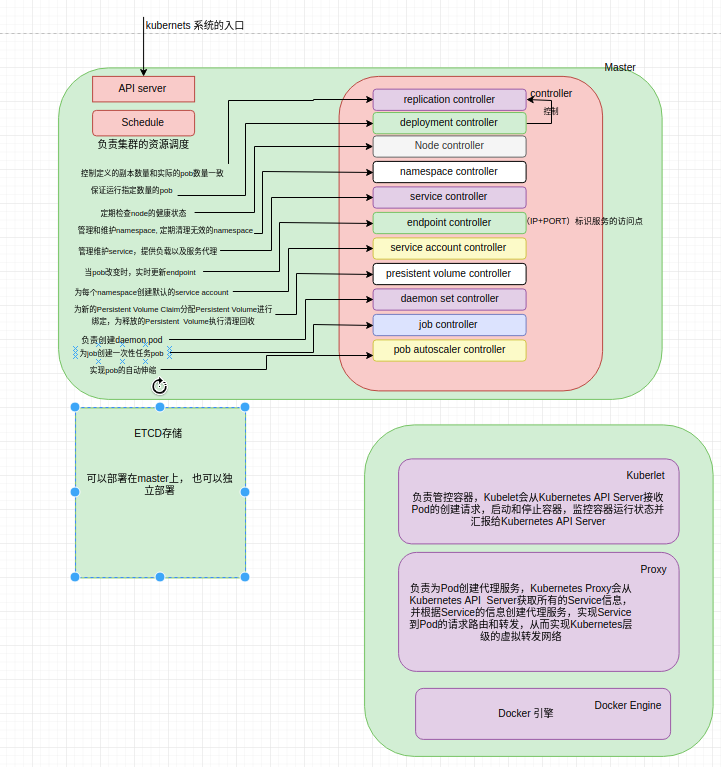 kubernets 系统的入口
Master
API server
Schedule
负责集群的资源调度
controller
控制
replication controller
deployment controller
Node controller
namespace controller
service controller
endpoint controller
（IP+PORT）标识服务的访问点
service account controller
presistent volume controller
daemon set controller
job controller
pob autoscaler controller
控制定义的副本数量和实际的pob数量一致
保证运行指定数量的pob
定期检查node的健康状态
管理和维护namespace, 定期清理无效的namespace
管理维护service，提供负载以及服务代理
当pob改变时，实时更新endpoint
为每个namespace创建默认的service account
为新的Persistent Volume Claim分配Persistent Volume进行
绑定，为释放的Persistent Volume执行清理回收
负责创建daemon pod
为job创建一次性任务pob
实现pob的自动伸缩
ETCD存储
可以部署在master上， 也可以独
立部署
Kuberlet
负责管控容器，Kubelet会从Kubernetes API Server接收
Pod的创建请求，启动和停止容器，监控容器运行状态并
汇报给Kubernetes API Server
Proxy
负责为Pod创建代理服务，Kubernetes Proxy会从
Kubernetes API Server获取所有的Service信息，
并根据Service的信息创建代理服务，实现Service
到Pod的请求路由和转发，从而实现Kubernetes层
级的虚拟转发网络
Docker Engine
Docker 引擎